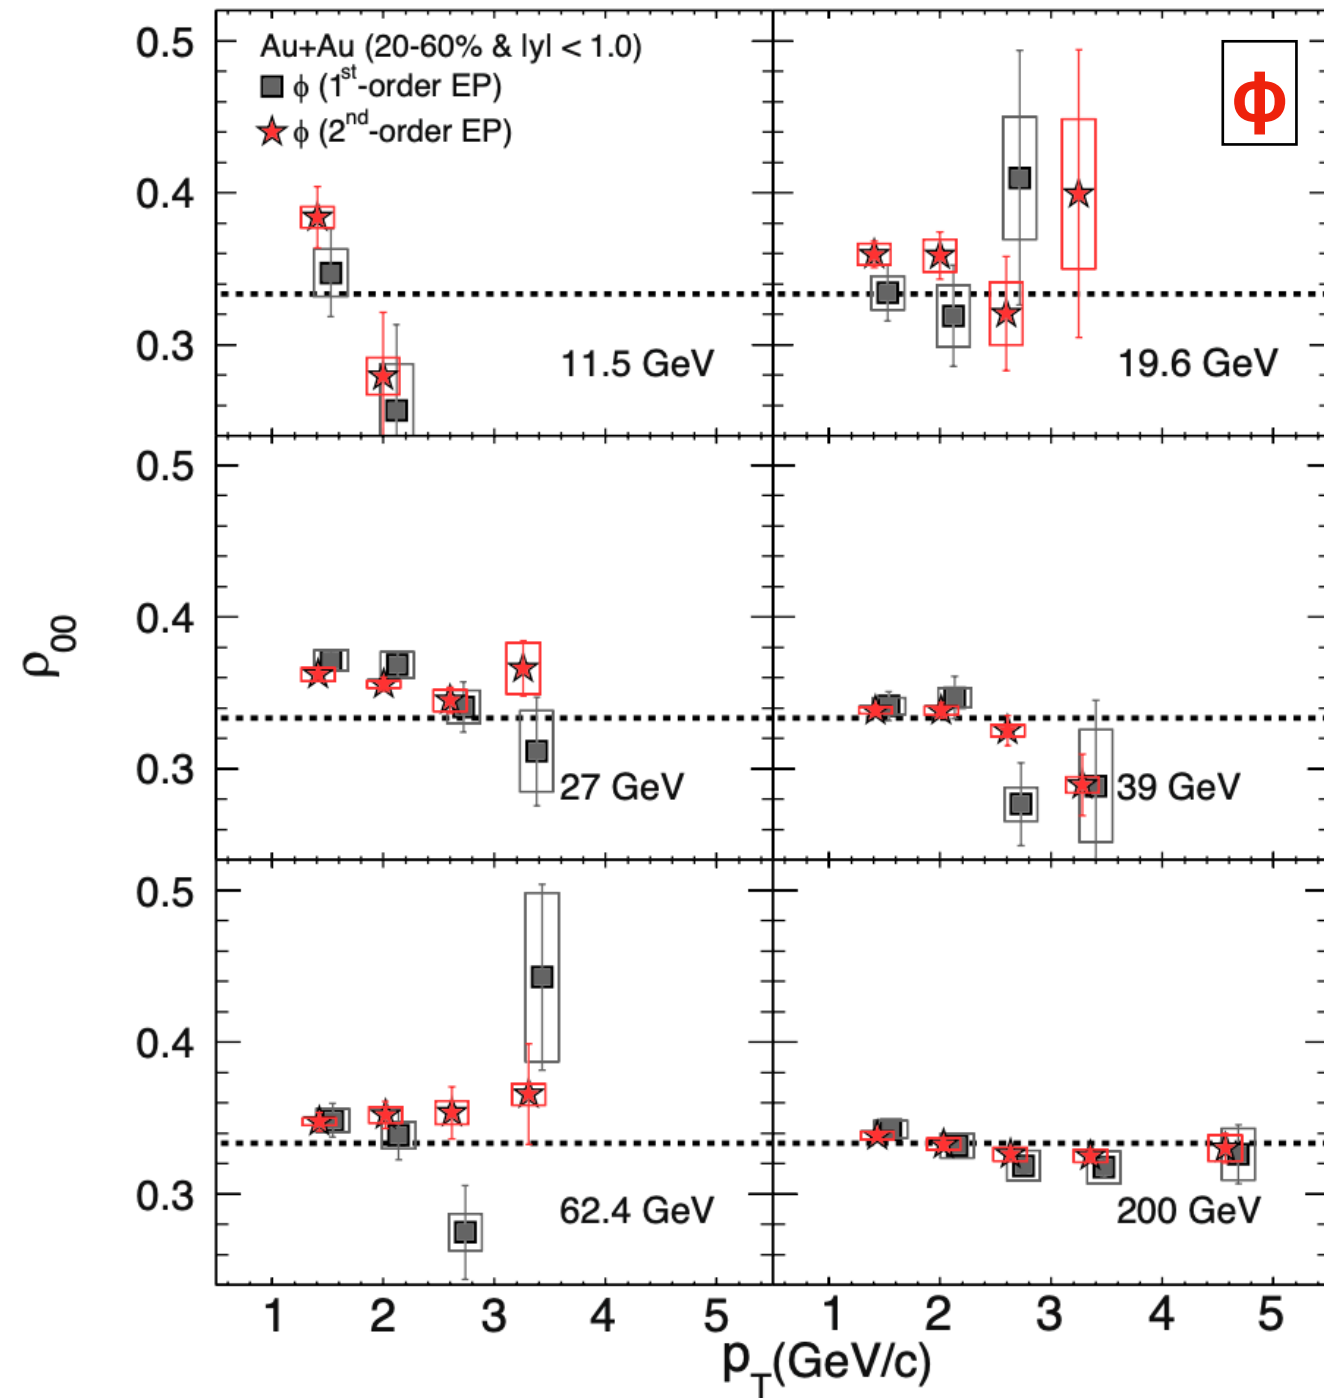 Au+Au (20-60% & |y| < 1.0)
ϕ (1st-order EP)
ϕ (2nd-order EP)
ϕ
0.5
0.4
0.3
11.5 GeV
19.6 GeV
0.5
0.4
0.3
27 GeV
39 GeV
0.5
0.4
0.3
62.4 GeV
200 GeV
ρ00
1 2 3 4 5
1 2 3 4 5
pT(GeV/c)